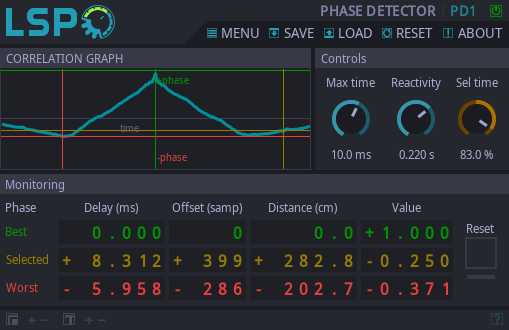 LSP
PHASE DETECTOR PD1
MENU SAVE LOAD RESET ABOUT
CORRELATION GRAPH
Controls
+phase
time
-phase
Max time Reactivity Sel time
10.0 ms 0.220 s 83.0 %
Monitoring
Phase Delay (ms) Offset (samp) Distance (cm) Value
Reset
Best 0.000 0 0.0 +1.000
Selected + 8.312 + 399 + 282.8 -0.250
Worst - 5.958 - 286 - 202.7 -0.371